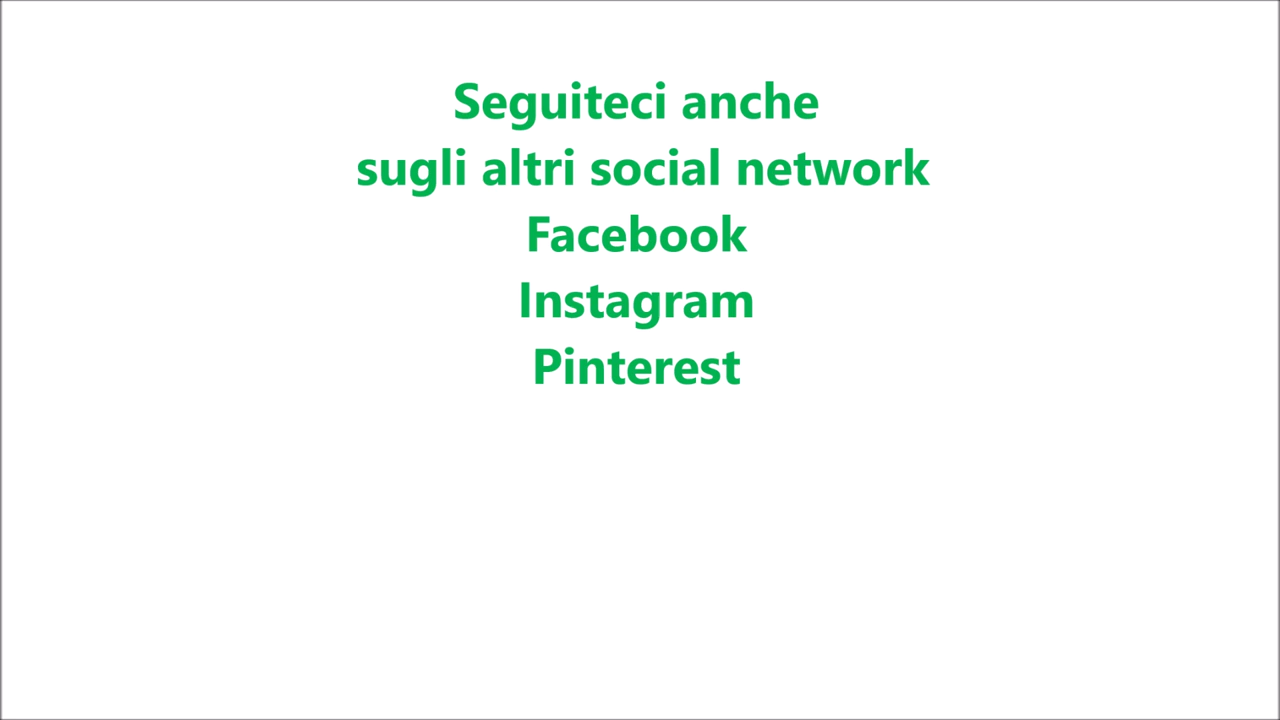 Seguiteci anche
sugli altri social network
Facebook
Instagram
Pinterest